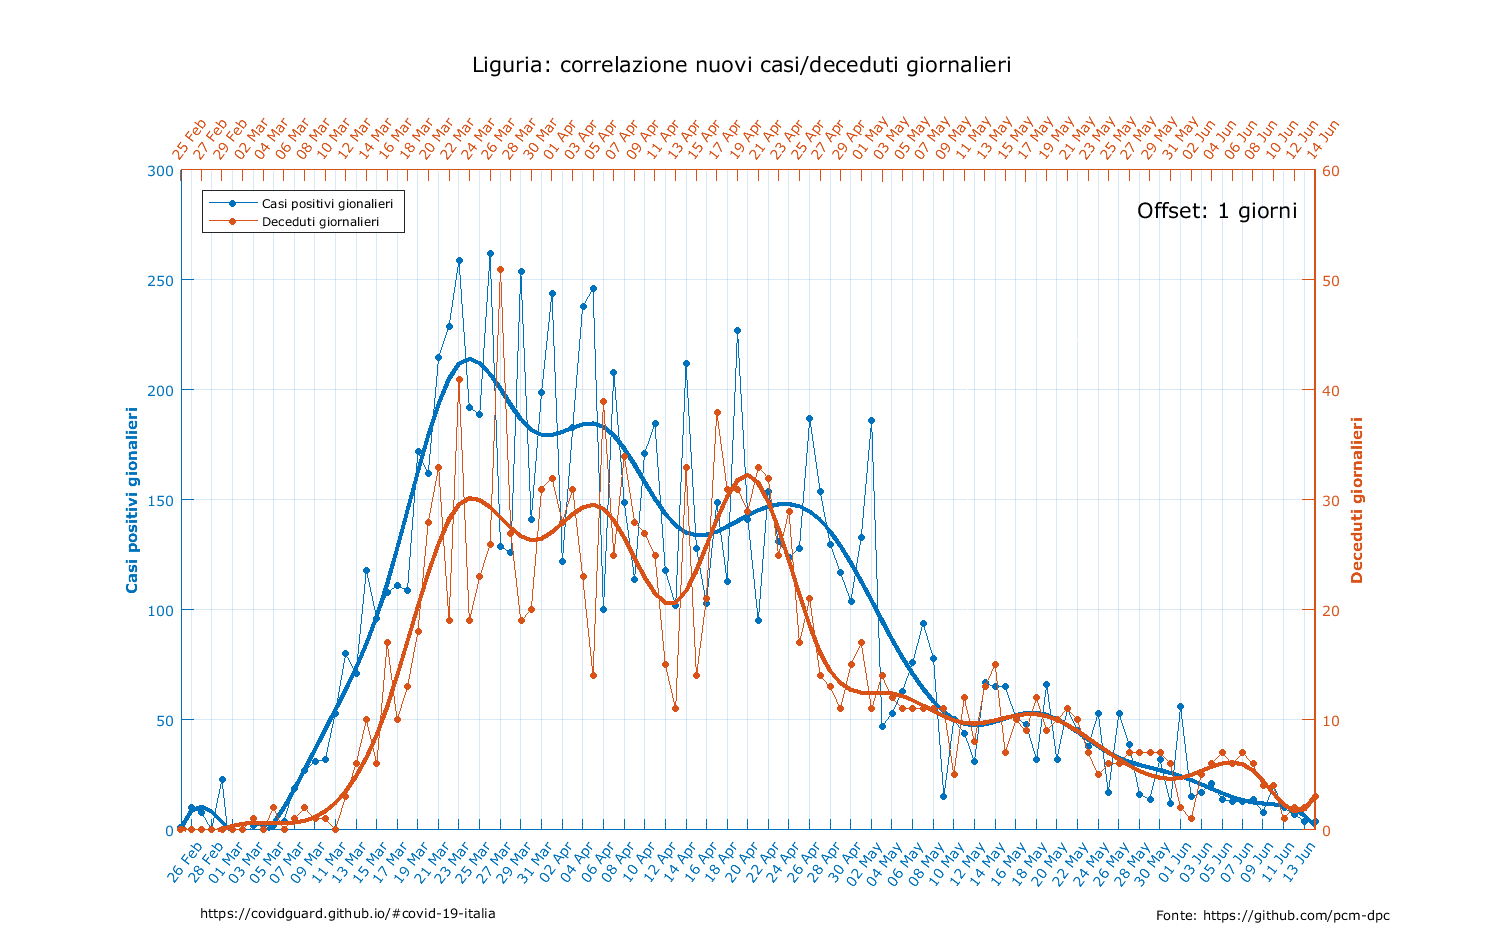 Liguria: correlazione nuovi casi/deceduti giornalieri
25 Feb 27 Feb 29 Feb 02 Mar 04 Mar 06 Mar 08 Mar 10 Mar 12 Mar 14 Mar 16 Mar 18 Mar 20 Mar 22 Mar 24 Mar 26 Mar 28 Mar 30 Mar 01 Apr 03 Apr 05 Apr 07 Apr 09 Apr 11 Apr 13 Apr 15 Apr 17 Apr 19 Apr 21 Apr 23 Apr 25 Apr 27 Apr 29 Apr 01 May 03 May 05 May 07 May 09 May 11 May 13 May 15 May 17 May 19 May 21 May 23 May 25 May 27 May 29 May 31 May 02 Jun 04 Jun 06 Jun 08 Jun 10 Jun 12 Jun 14 Jun
300 60
Casi positivi gionalieri
Deceduti giornalieri
Offset: 1 giorni
250 50
200 40
150 30
100 20
50 10
0 0
Casi positivi gionalieri
Deceduti giornalieri
26 Feb 28 Feb 01 Mar 03 Mar 05 Mar 07 Mar 09 Mar 11 Mar 13 Mar 15 Mar 17 Mar 19 Mar 21 Mar 23 Mar 25 Mar 27 Mar 29 Mar 31 Mar 02 Apr 04 Apr 06 Apr 08 Apr 10 Apr 12 Apr 14 Apr 16 Apr 18 Apr 20 Apr 22 Apr 24 Apr 26 Apr 28 Apr 30 Apr 02 May 04 May 06 May 08 May 10 May 12 May 14 May 16 May 18 May 20 May 22 May 24 May 26 May 28 May 30 May 01 Jun 03 Jun 05 Jun 07 Jun 09 Jun 11 Jun 13 Jun
https://covidguard.github.io/#covid-19-italia
Fonte: https://github.com/pcm-dpc